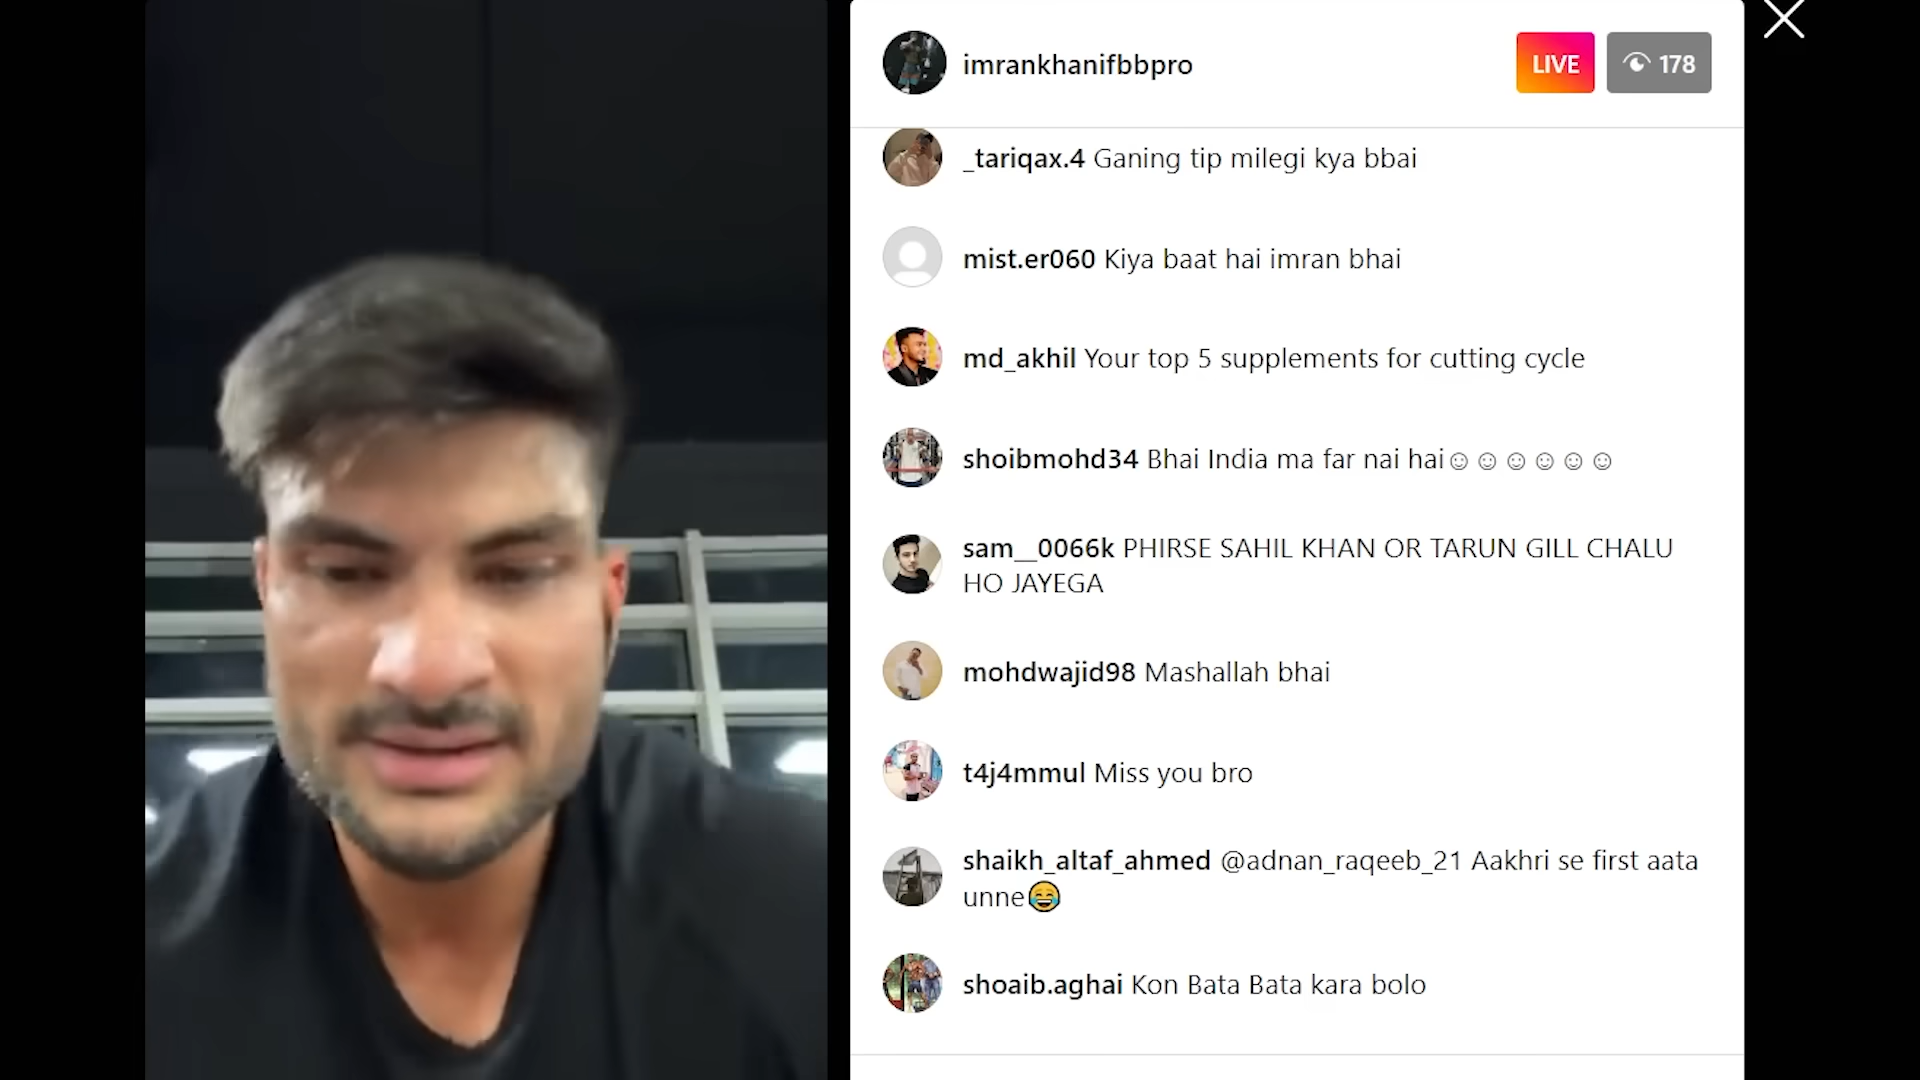 imrankhanifbbpro
LIVE
178
_tariqax.4 Ganing tip milegi kya bbai
mist.er060 Kiya baat hai imran bhai
md_akhil Your top 5 supplements for cutting cycle
shoibmohd34 Bhai India ma far nai hai☺☺☺☺☺☺
sam__0066k PHIRSE SAHIL KHAN OR TARUN GILL CHALU
HO JAYEGA
mohdwajid98 Mashallah bhai
t4j4mmul Miss you bro
shaikh_altaf_ahmed @adnan_raqeeb_21 Aakhri se first aata
unne😂
shoaib.aghai Kon Bata Bata kara bolo